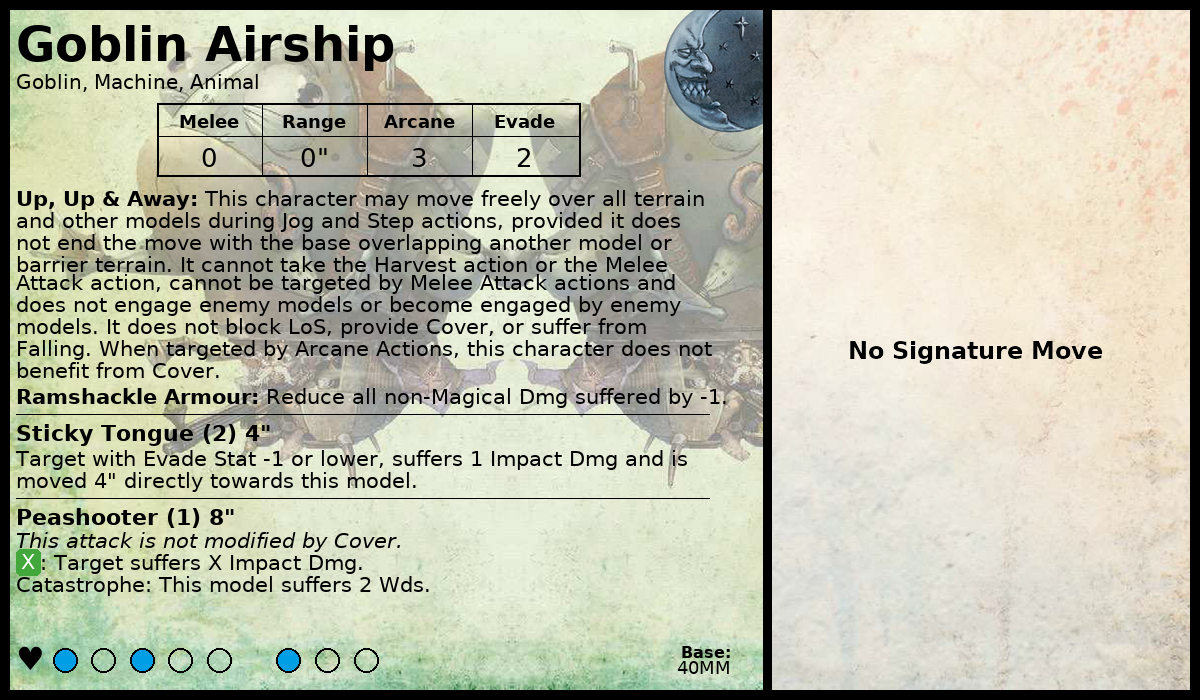 Goblin Airship
Goblin, Machine, Animal
Melee Range Arcane Evade
0 0" 3 2
Up, Up & Away: This character may move freely over all terrain
and other models during Jog and Step actions, provided it does
not end the move with the base overlapping another model or
barrier terrain. It cannot take the Harvest action or the Melee
Attack action, cannot be targeted by Melee Attack actions and
does not engage enemy models or become engaged by enemy
models. It does not block LoS, provide Cover, or suffer from
Falling. When targeted by Arcane Actions, this character does not
benefit from Cover.
Ramshackle Armour: Reduce all non-Magical Dmg suffered by -1.
Sticky Tongue (2) 4"
Target with Evade Stat -1 or lower, suffers 1 Impact Dmg and is
moved 4" directly towards this model.
Peashooter (1) 8"
This attack is not modified by Cover.
X: Target suffers X Impact Dmg.
Catastrophe: This model suffers 2 Wds.
Base:
40MM
No Signature Move